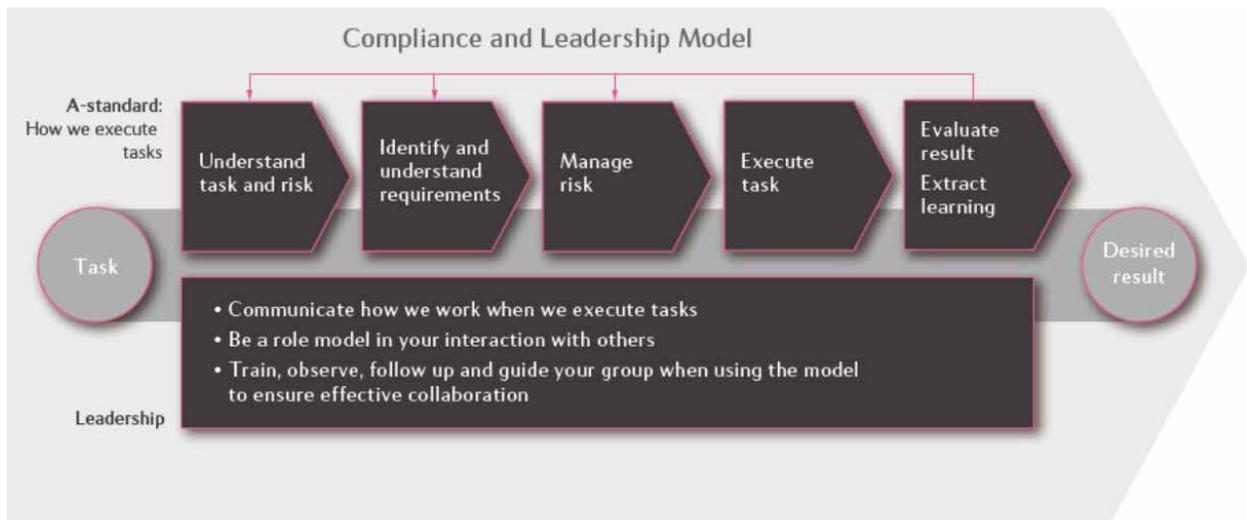 Compliance and Leadership Model
A-standard:
How we execute
tasks
Understand
task and risk
Identify and
understand
requirements
Manage
risk
Execute
task
Evaluate
result
Extract
learning
Task
Desired
result
• Communicate how we work when we execute tasks
• Be a role model in your interaction with others
• Train, observe, follow up and guide your group when using the model
to ensure effective collaboration
Leadership